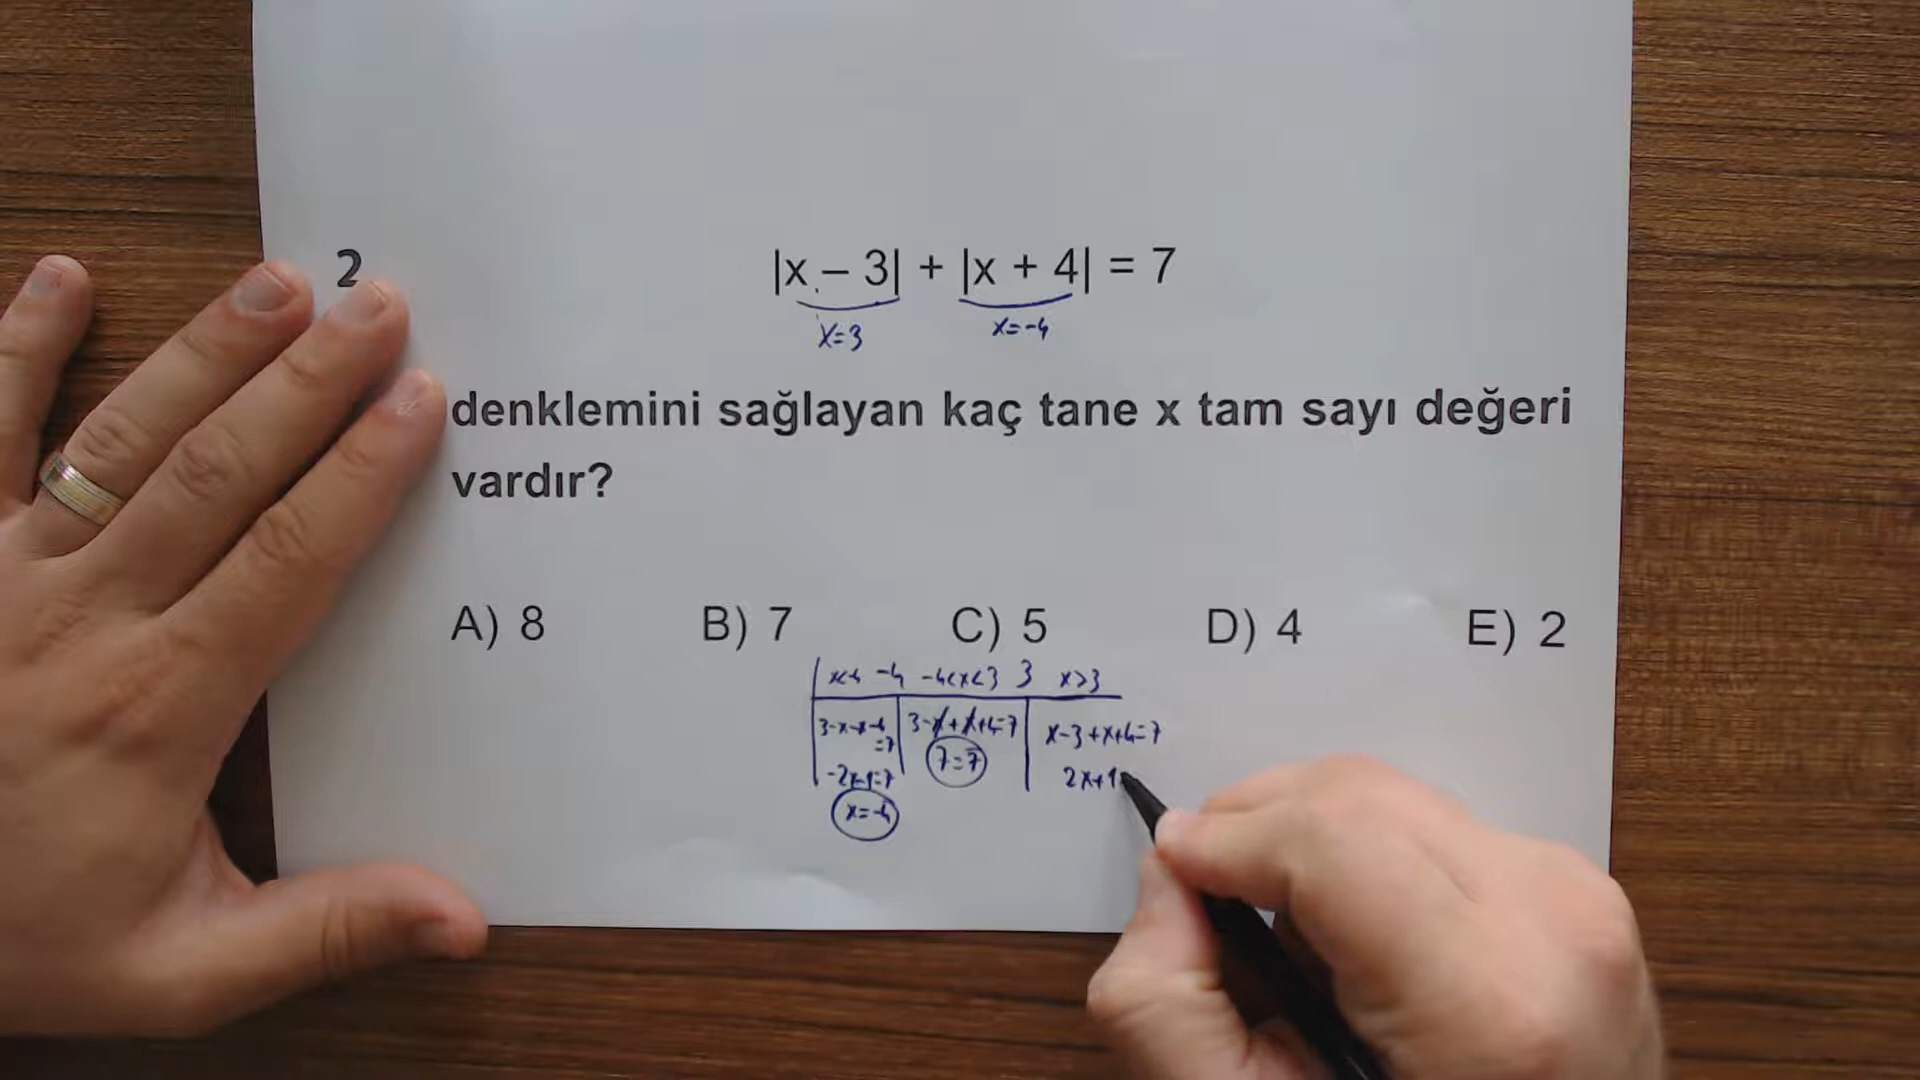 2
|x – 3| + |x + 4| = 7
x=3 x=-4
denklemini sağlayan kaç tane x tam sayı değeri
vardır?
A) 8 B) 7 C) 5 D) 4 E) 2
-4 -4<x<3 3 x>3
3-x-x-4 3-x+x+4=7 x-3+x+4=7
=7 7=7
-2x-1=7 2x+1
x=-4